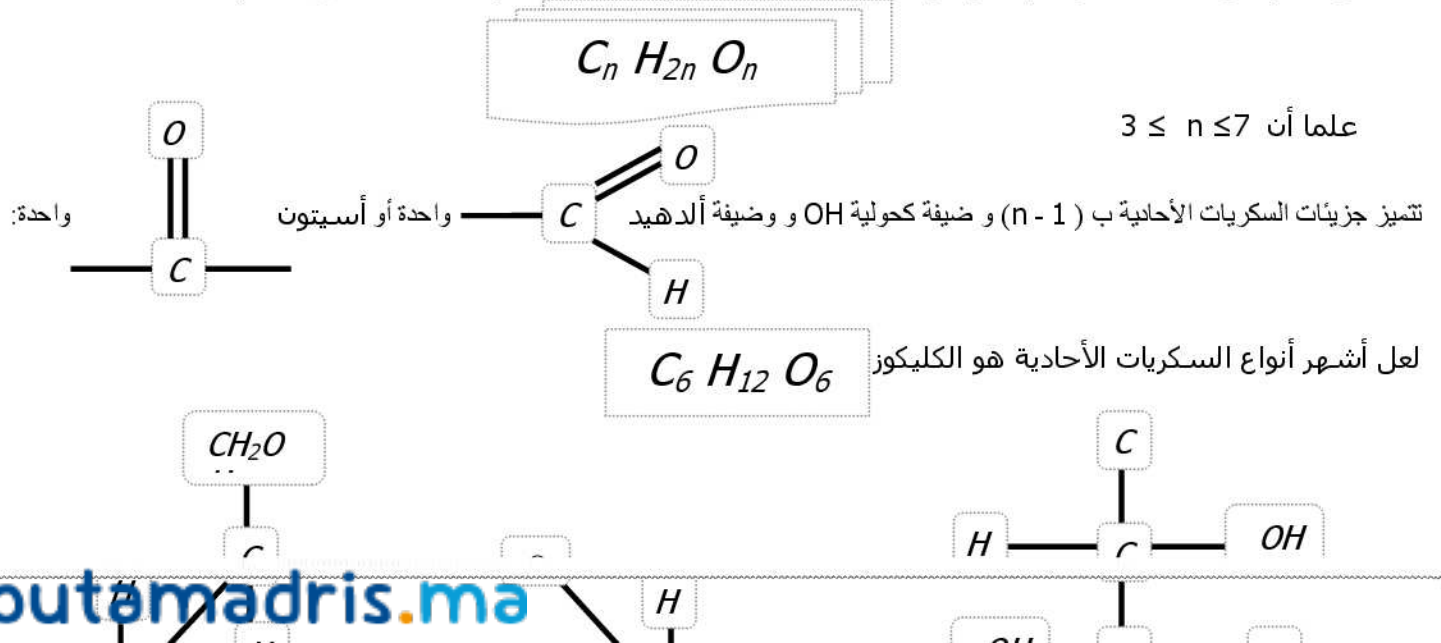 Cn H2n On
علما أن 3 ≤ n ≤7
O
O
تتميز جزيئات السكريات الأحادية ب ( n - 1) و ضيفة كحولية OH و وضيفة ألدهيد C واحدة أو أسيتون واحدة:
C
H
لعل أشهر أنواع السكريات الأحادية هو الكليكوز C6 H12 O6
CH2O C
H C OH
H
H
outamadris.ma
OH